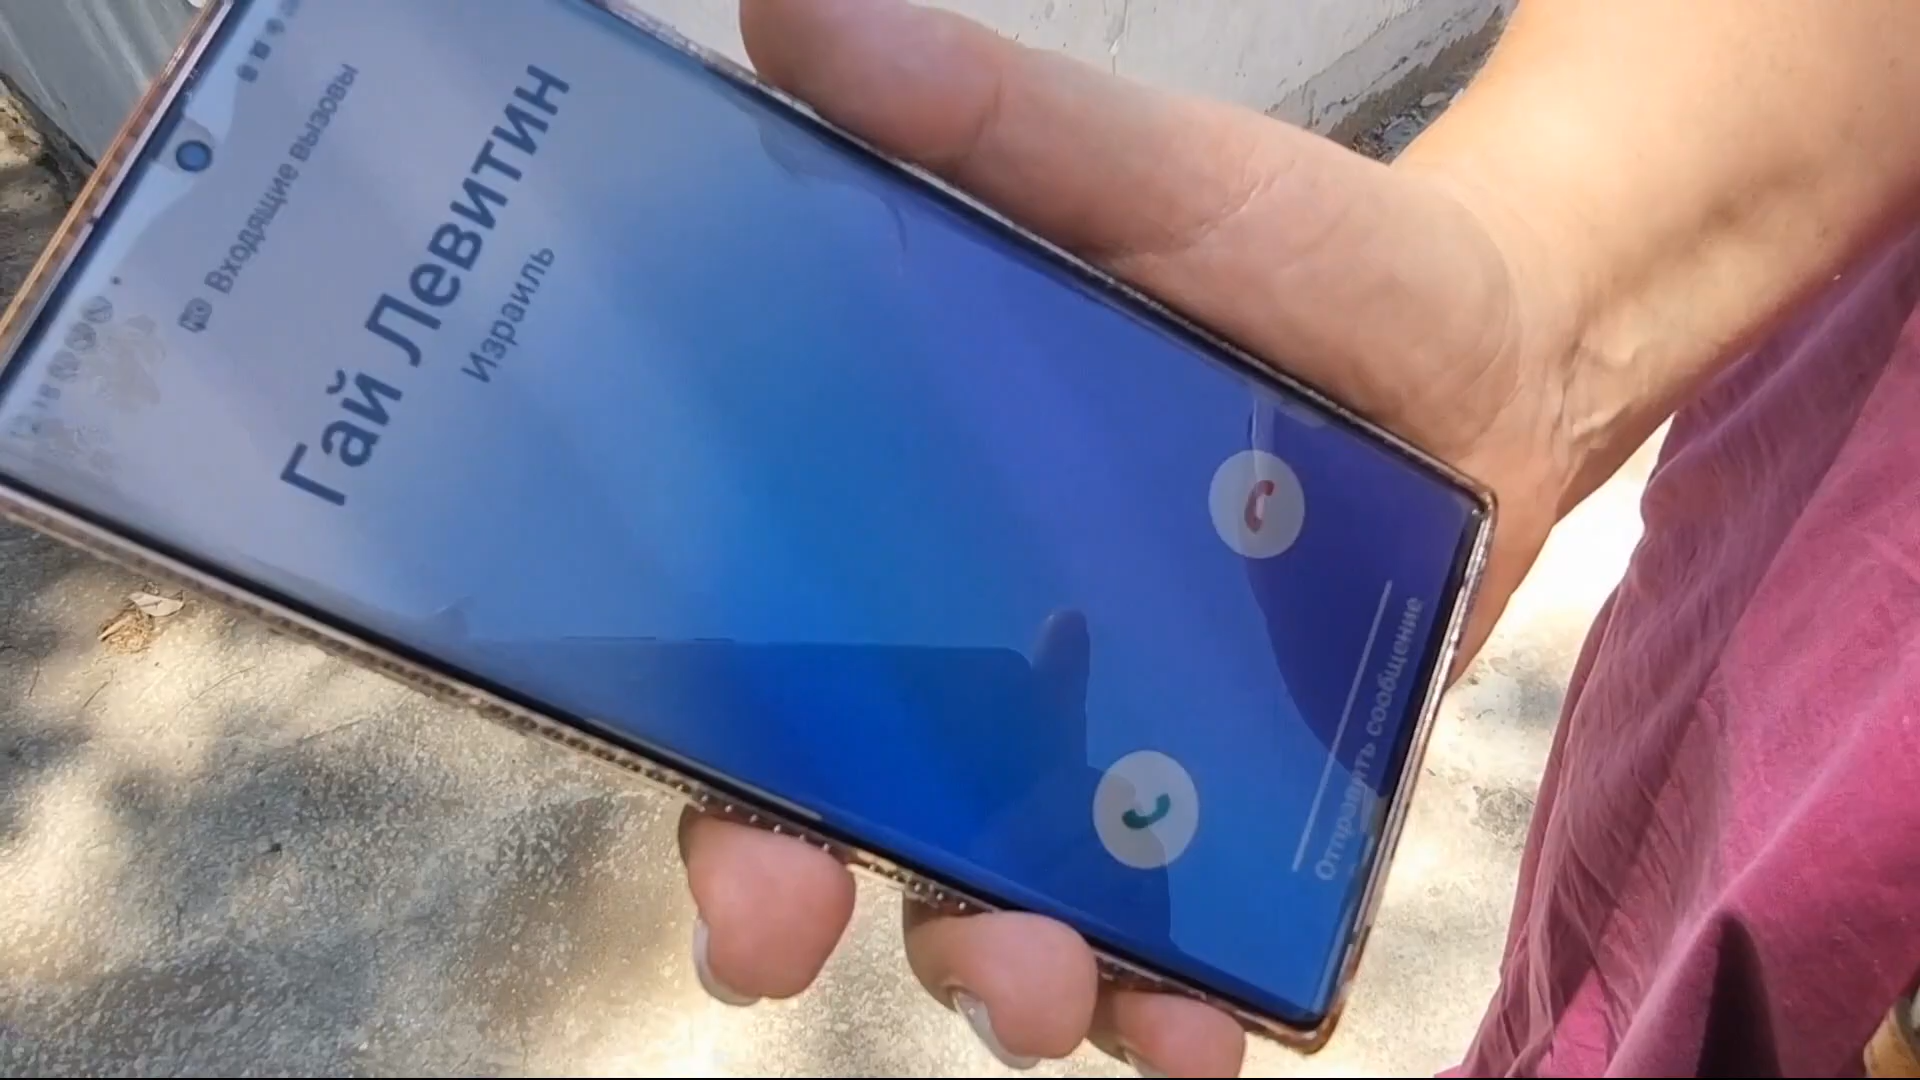 Входящие вызовы
Гай Левитин
Израиль
Отправить сообщение